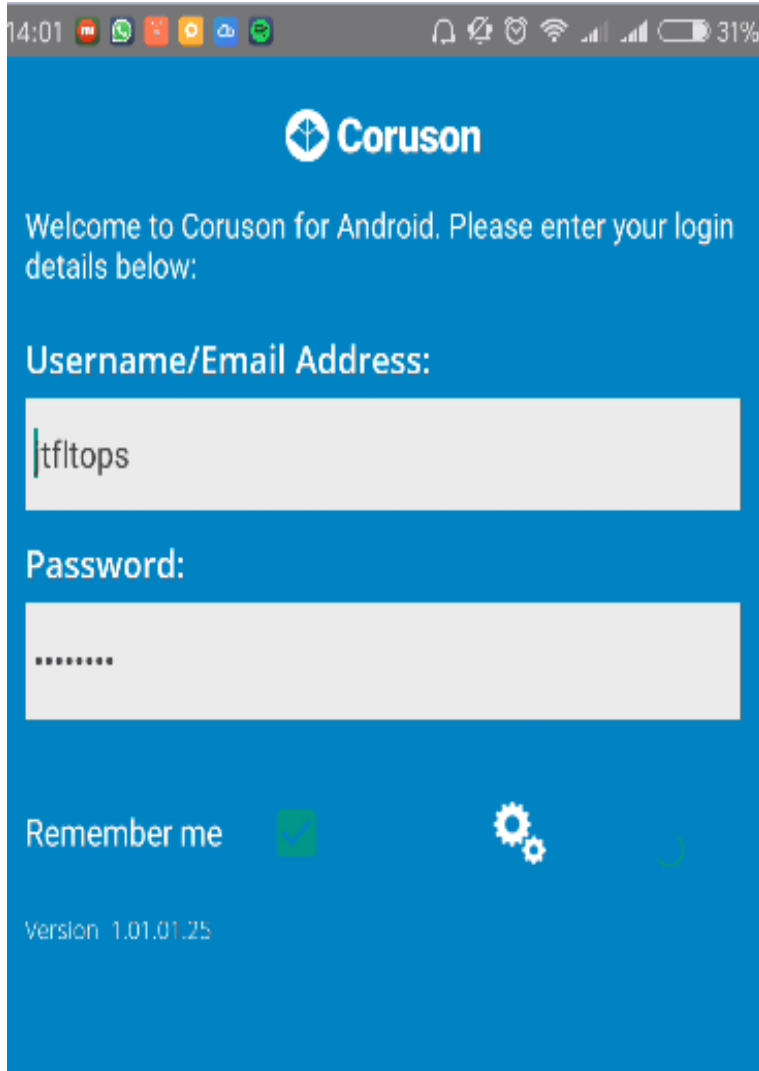 14:01 31%
Coruson
Welcome to Coruson for Android. Please enter your login
details below:
Username/Email Address:
jtfltops
Password:
••••••••
Remember me
Version 1.01.01.25